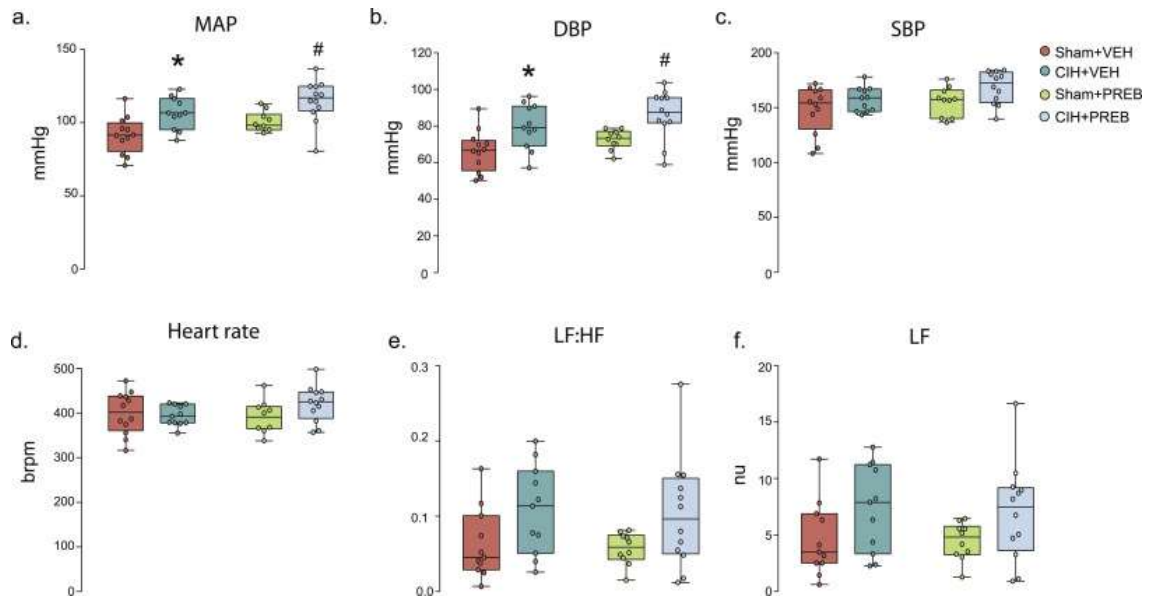 a. MAP
150
100
50
0
mmHg
*
#
b. DBP
120
100
80
60
40
20
0
mmHg
*
#
c. SBP
200
150
100
50
0
mmHg
Sham+VEH
CIH+VEH
Sham+PREB
CIH+PREB
d. Heart rate
500
400
300
200
100
0
brpm
e. LF:HF
0.3
0.2
0.1
0.0
f. LF
20
15
10
5
0
nu